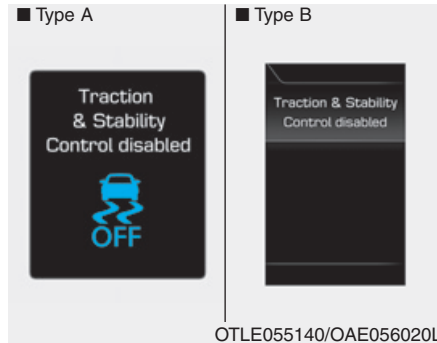 ■ Type A
■ Type B
Traction
& Stability
Control disabled
OFF
Traction & Stability
Control disabled
OTLE055140/OAE056020L